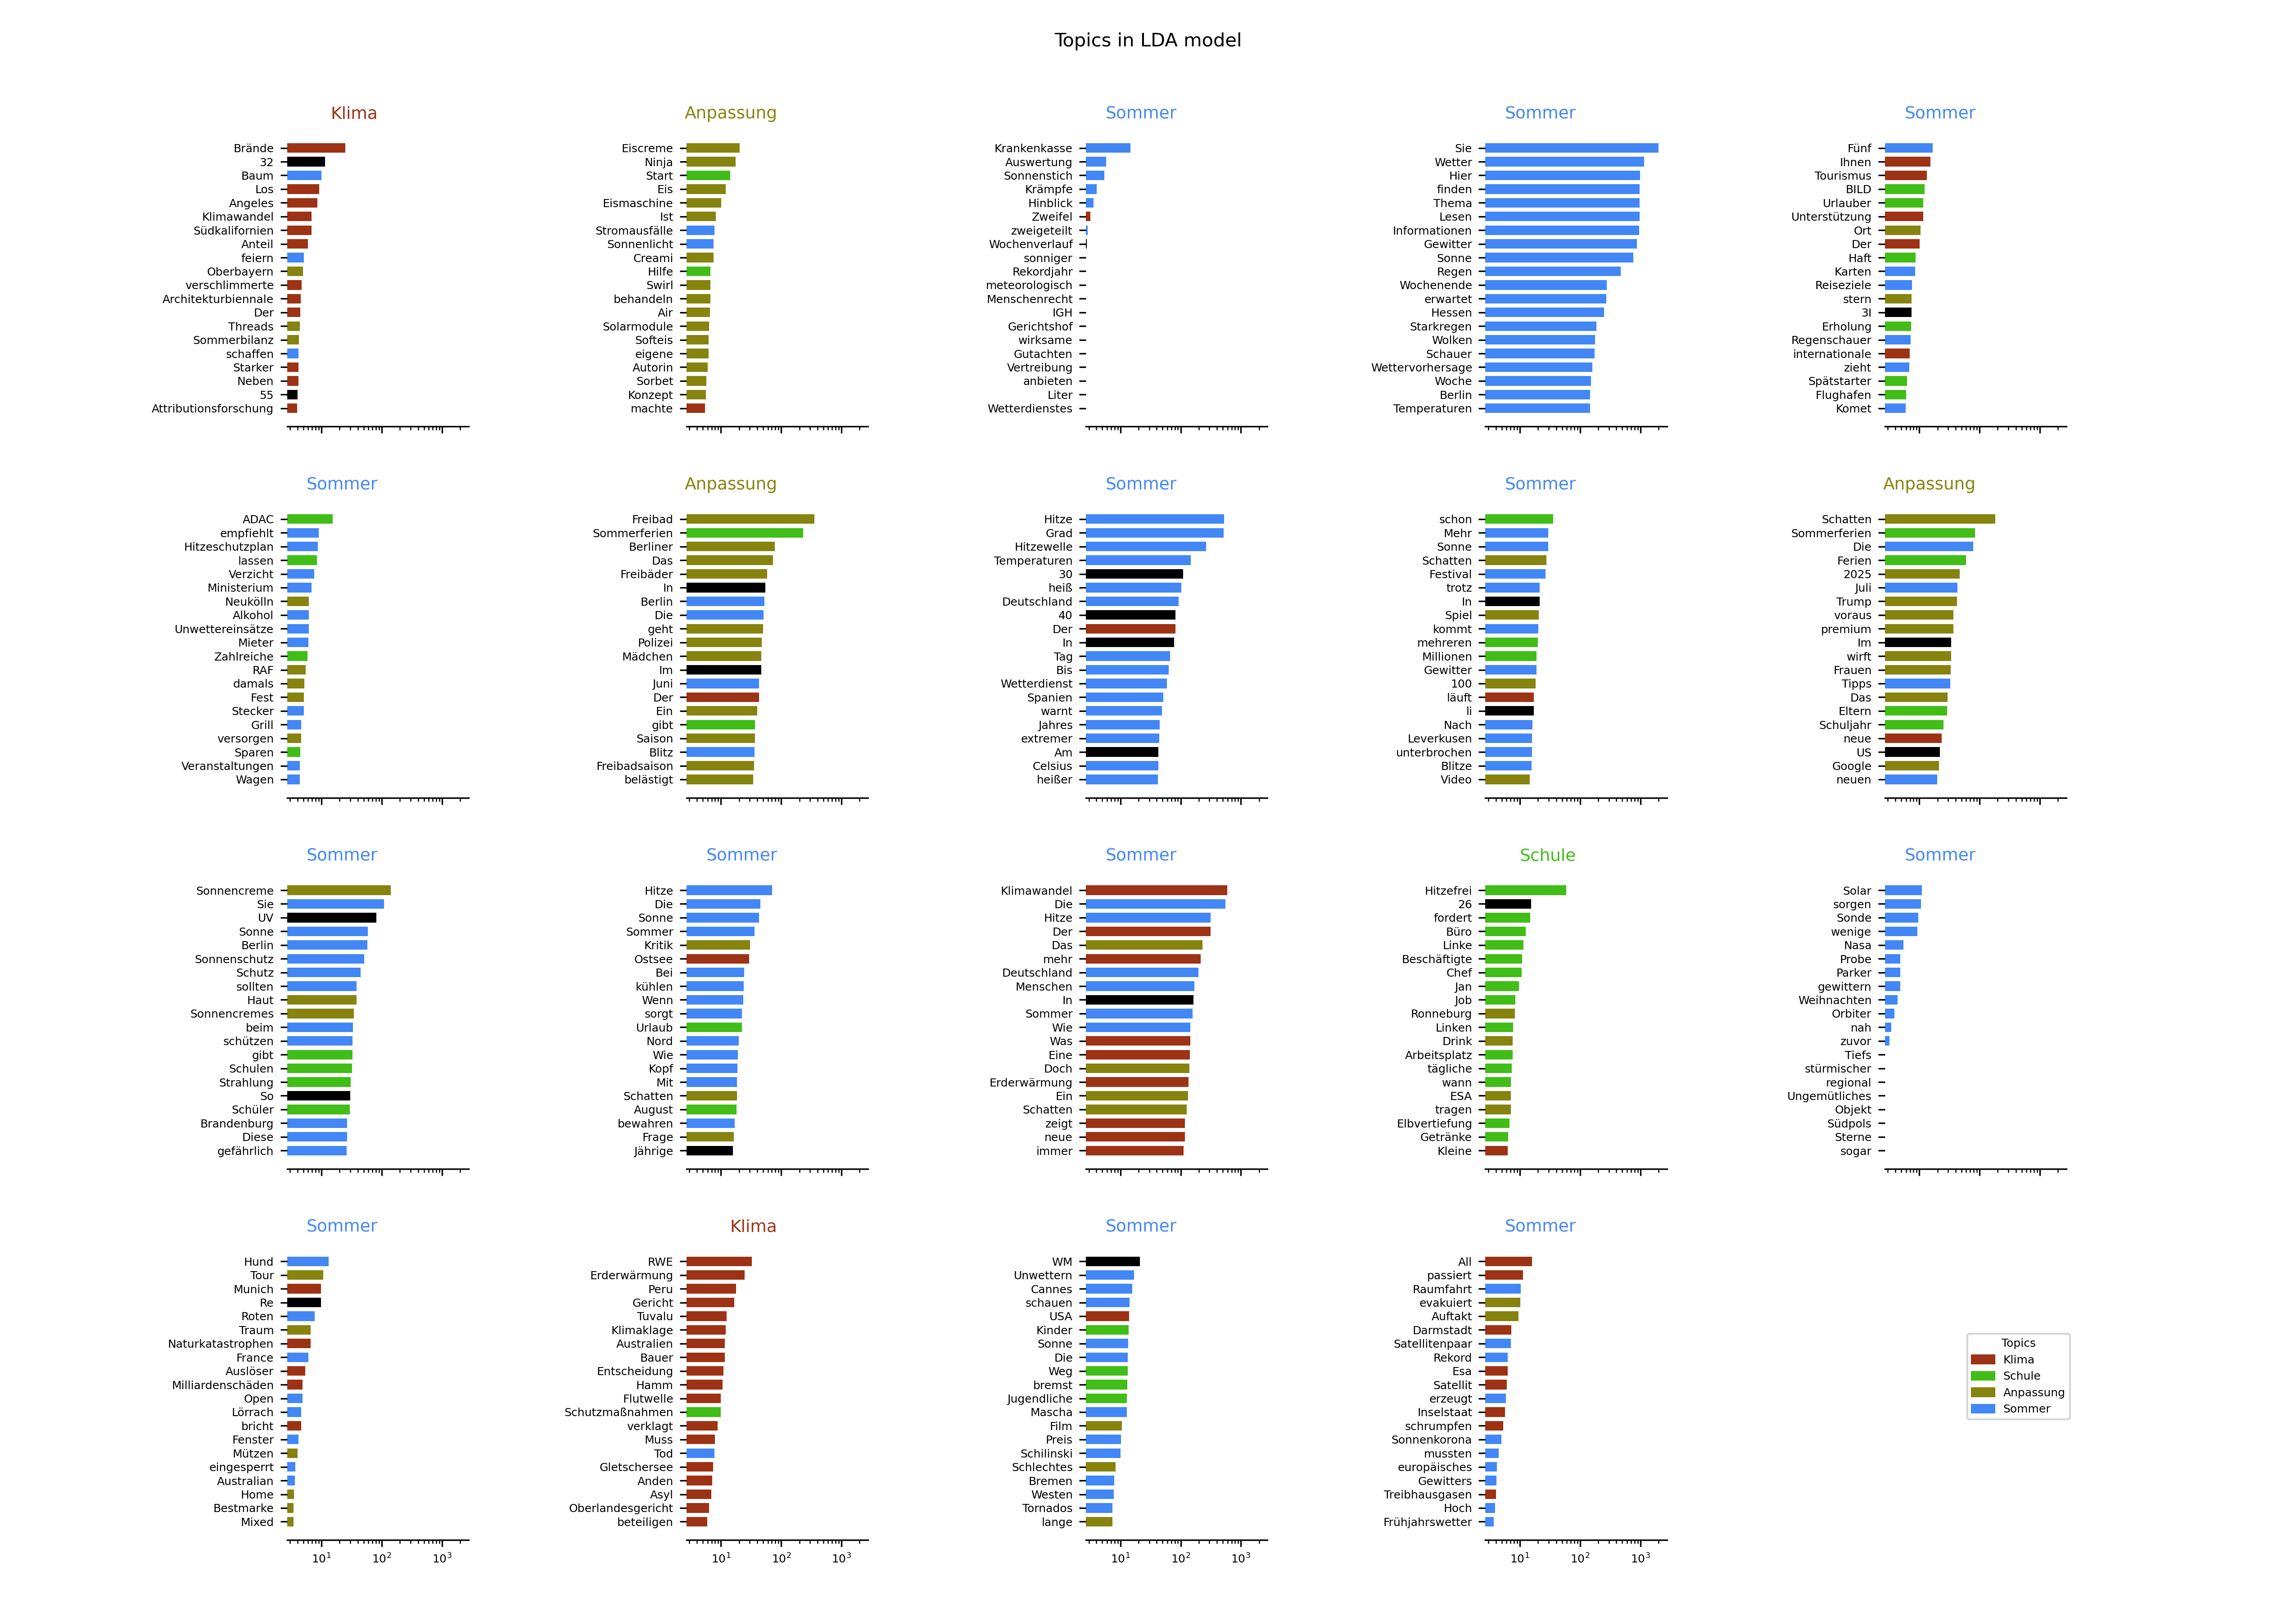 Topics in LDA model
Klima
Brände
32
Baum
Los
Angeles
Klimawandel
Südkalifornien
Anteil
feiern
Oberbayern
verschlimmerte
Architekturbiennale
Der
Threads
Sommerbilanz
schaffen
Starker
Neben
55
Attributionsforschung
Anpassung
Eiscreme
Ninja
Start
Eis
Eismaschine
Ist
Stromausfälle
Sonnenlicht
Creami
Hilfe
Swirl
behandeln
Air
Solarmodule
Softeis
eigene
Autorin
Sorbet
Konzept
machte
Sommer
Krankenkasse
Auswertung
Sonnenstich
Krämpfe
Hinblick
Zweifel
zweigeteilt
Wochenverlauf
sonniger
Rekordjahr
meteorologisch
Menschenrecht
IGH
Gerichtshof
wirksame
Gutachten
Vertreibung
anbieten
Liter
Wetterdienstes
Sommer
Sie
Wetter
Hier
finden
Thema
Lesen
Informationen
Gewitter
Sonne
Regen
Wochenende
erwartet
Hessen
Starkregen
Wolken
Schauer
Wettervorhersage
Woche
Berlin
Temperaturen
Sommer
Fünf
Ihnen
Tourismus
BILD
Urlauber
Unterstützung
Ort
Der
Haft
Karten
Reiseziele
stern
3I
Erholung
Regenschauer
internationale
zieht
Spätstarter
Flughafen
Komet
Sommer
ADAC
empfiehlt
Hitzeschutzplan
lassen
Verzicht
Ministerium
Neukölln
Alkohol
Unwettereinsätze
Mieter
Zahlreiche
RAF
damals
Fest
Stecker
Grill
versorgen
Sparen
Veranstaltungen
Wagen
Anpassung
Freibad
Sommerferien
Berliner
Das
Freibäder
In
Berlin
Die
geht
Polizei
Mädchen
Im
Juni
Der
Ein
gibt
Saison
Blitz
Freibadsaison
belästigt
Sommer
Hitze
Grad
Hitzewelle
Temperaturen
30
heiß
Deutschland
40
Der
In
Tag
Bis
Wetterdienst
Spanien
warnt
Jahres
extremer
Am
Celsius
heißer
Sommer
schon
Mehr
Sonne
Schatten
Festival
trotz
In
Spiel
kommt
mehreren
Millionen
Gewitter
100
läuft
li
Nach
Leverkusen
unterbrochen
Blitze
Video
Anpassung
Schatten
Sommerferien
Die
Ferien
2025
Juli
Trump
voraus
premium
Im
wirft
Frauen
Tipps
Das
Eltern
Schuljahr
neue
US
Google
neuen
Sommer
Sonnencreme
Sie
UV
Sonne
Berlin
Sonnenschutz
Schutz
sollten
Haut
Sonnencremes
beim
schützen
gibt
Schulen
Strahlung
So
Schüler
Brandenburg
Diese
gefährlich
Sommer
Hitze
Die
Sonne
Sommer
Kritik
Ostsee
Bei
kühlen
Wenn
sorgt
Urlaub
Nord
Wie
Kopf
Mit
Schatten
August
bewahren
Frage
Jährige
Sommer
Klimawandel
Die
Hitze
Der
Das
mehr
Deutschland
Menschen
In
Sommer
Wie
Was
Eine
Doch
Erderwärmung
Ein
Schatten
zeigt
neue
immer
Schule
Hitzefrei
26
fordert
Büro
Linke
Beschäftigte
Chef
Jan
Job
Ronneburg
Linken
Drink
Arbeitsplatz
tägliche
wann
ESA
tragen
Elbvertiefung
Getränke
Kleine
Sommer
Solar
sorgen
Sonde
wenige
Nasa
Probe
Parker
gewittern
Weihnachten
Orbiter
nah
zuvor
Tiefs
stürmischer
regional
Ungemütliches
Objekt
Südpols
Sterne
sogar
Sommer
Hund
Tour
Munich
Re
Roten
Traum
Naturkatastrophen
France
Auslöser
Milliardenschäden
Open
Lörrach
bricht
Fenster
Mützen
eingesperrt
Australian
Home
Bestmarke
Mixed
10¹ 10² 10³
Klima
RWE
Erderwärmung
Peru
Gericht
Tuvalu
Klimaklage
Australien
Bauer
Entscheidung
Hamm
Flutwelle
Schutzmaßnahmen
verklagt
Muss
Tod
Gletschersee
Anden
Asyl
Oberlandesgericht
beteiligen
10¹ 10² 10³
Sommer
WM
Unwettern
Cannes
schauen
USA
Kinder
Sonne
Die
Weg
bremst
Jugendliche
Mascha
Film
Preis
Schilinski
Schlechtes
Bremen
Westen
Tornados
lange
10¹ 10² 10³
Sommer
All
passiert
Raumfahrt
evakuiert
Auftakt
Darmstadt
Satellitenpaar
Rekord
Esa
Satellit
erzeugt
Inselstaat
schrumpfen
Sonnenkorona
mussten
europäisches
Gewitters
Treibhausgasen
Hoch
Frühjahrswetter
10¹ 10² 10³
Topics
Klima
Schule
Anpassung
Sommer